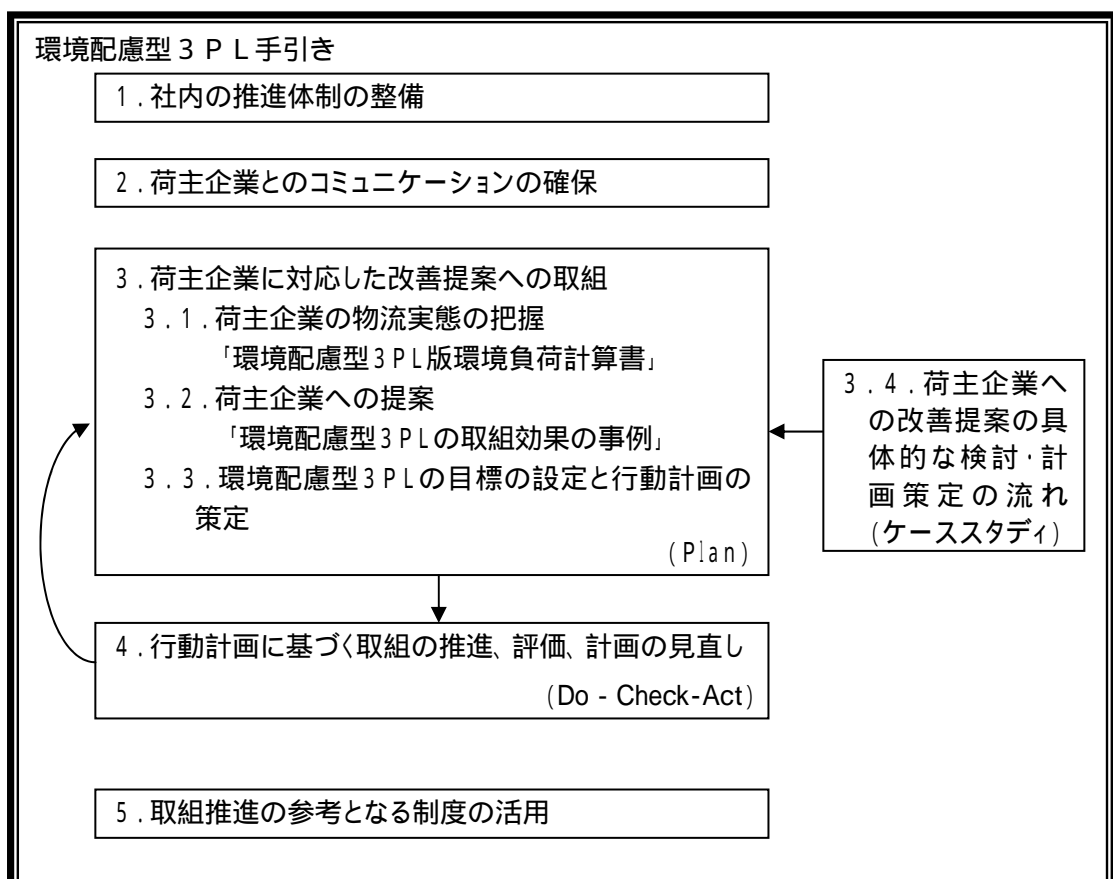 環境配慮型３ＰＬ手引き
１．社内の推進体制の整備
２．荷主企業とのコミュニケーションの確保
３．荷主企業に対応した改善提案への取組
３．１．荷主企業の物流実態の把握
「環境配慮型３PL版環境負荷計算書」
３．２．荷主企業への提案
「環境配慮型３PLの取組効果の事例」
３．３．環境配慮型３PLの目標の設定と行動計画の
策定
(Plan)
３．４．荷主企業へ
の改善提案の具
体的な検討・計
画策定の流れ
(ケーススタディ)
４．行動計画に基づく取組の推進、評価、計画の見直し
(Do - Check-Act)
５．取組推進の参考となる制度の活用